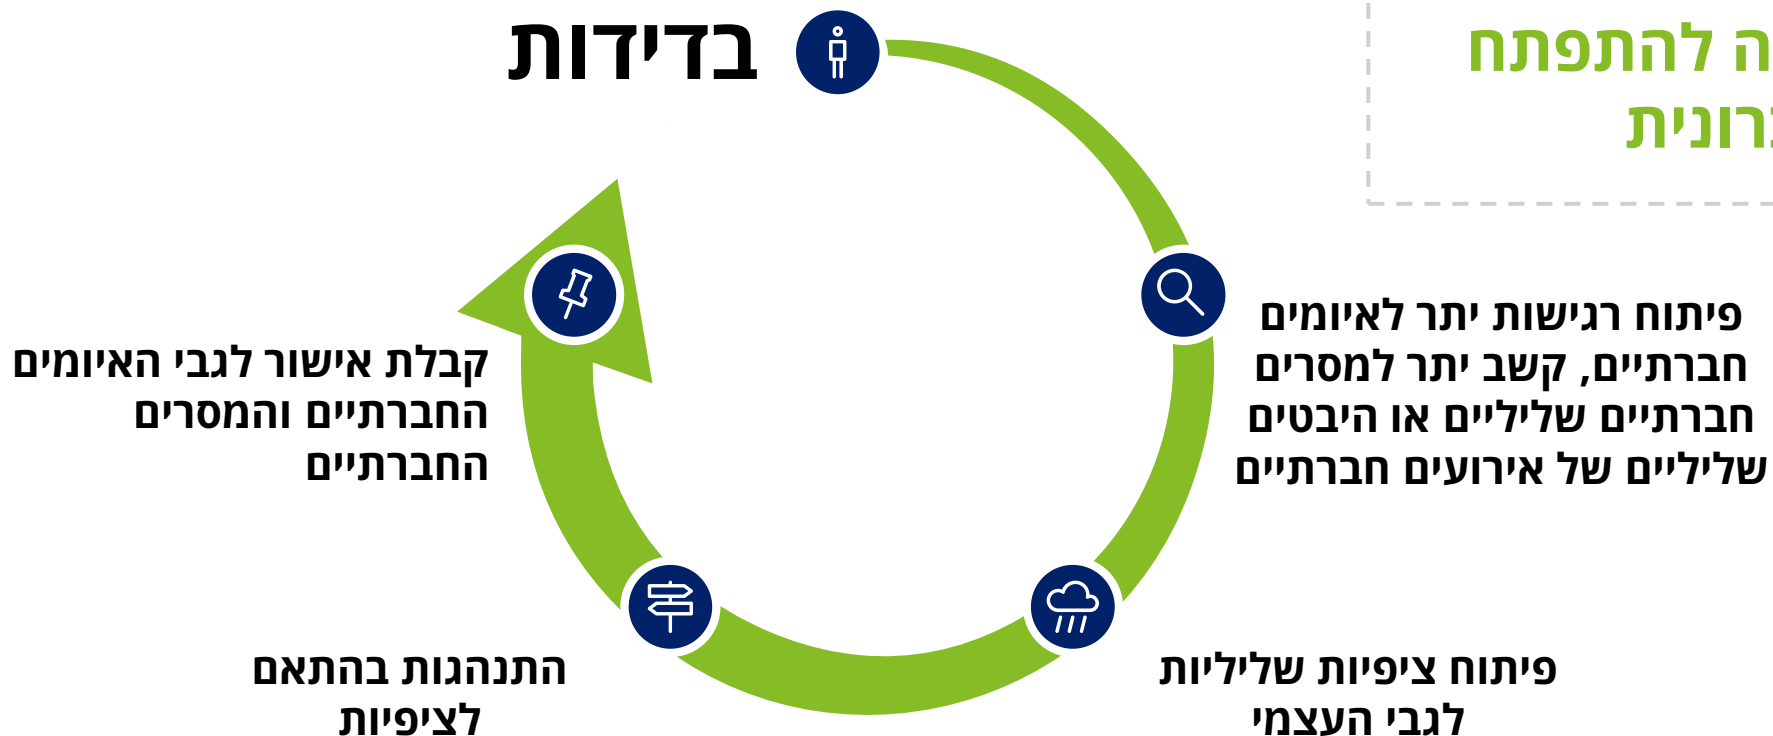 להתפתח
בדידות
פיתוח רגישות יתר לאיומים
חברתיים, קשב יתר למסרים
חברתיים שליליים או היבטים
שליליים של אירועים חברתיים
פיתוח ציפיות שליליות
לגבי העצמי
התנהגות בהתאם
לציפיות
קבלת אישור לגבי האיומים
החברתיים והמסרים
החברתיים